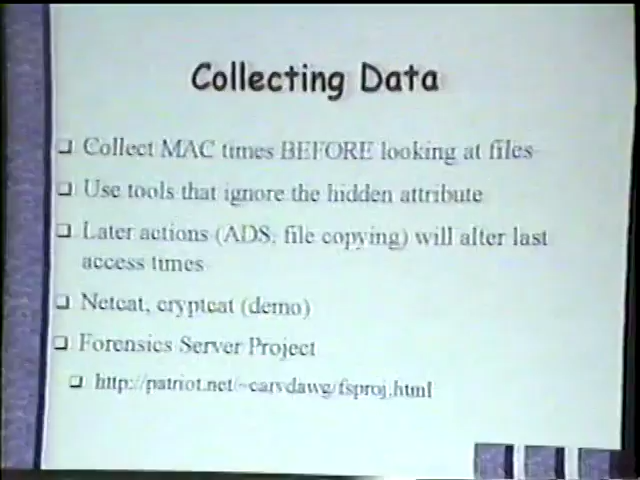 Collecting Data
Collect MAC times BEFORE looking at files
Use tools that ignore the hidden attribute
Later actions (ADS, file copying) will alter last
access times
Netcat, cryptcat (demo)
Forensics Server Project
http://patriot.net/~carvdawg/fsproj.html